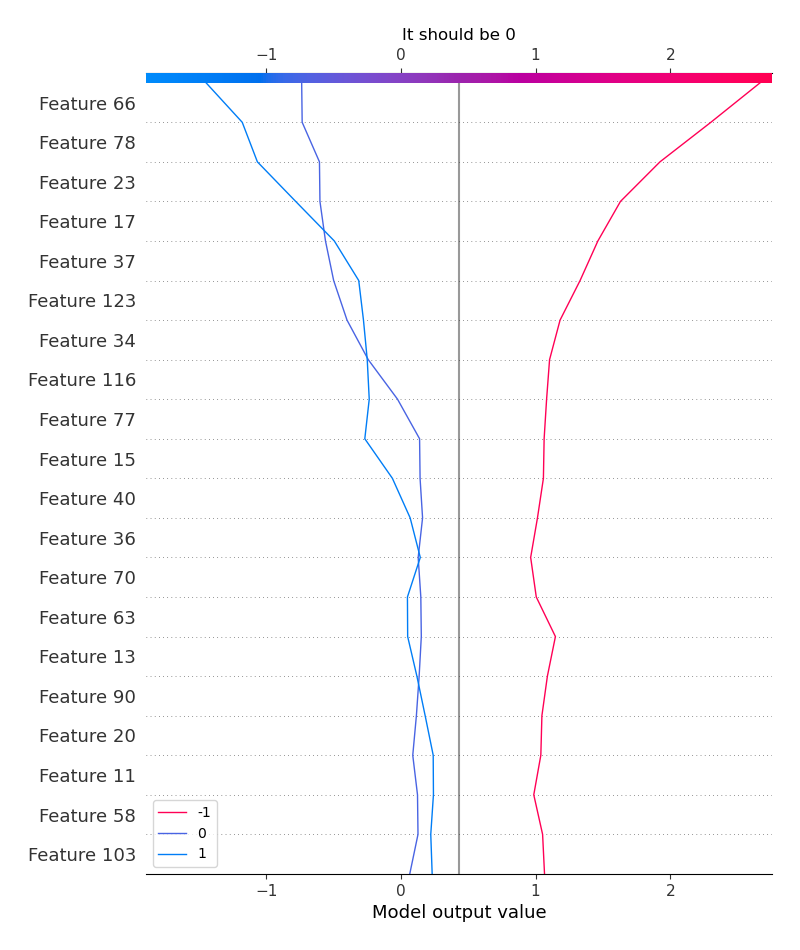 It should be 0
−1 0 1 2
Feature 66
Feature 78
Feature 23
Feature 17
Feature 37
Feature 123
Feature 34
Feature 116
Feature 77
Feature 15
Feature 40
Feature 36
Feature 70
Feature 63
Feature 13
Feature 90
Feature 20
Feature 11
Feature 58
Feature 103
-1
0
1
−1 0 1 2
Model output value